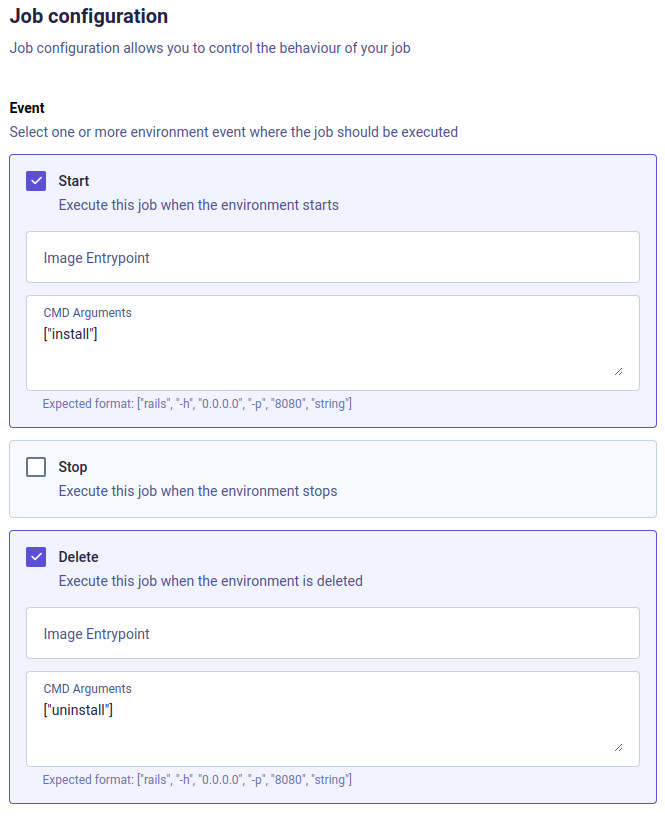 Job configuration
Job configuration allows you to control the behaviour of your job
Event
Select one or more environment event where the job should be executed
Start
Execute this job when the environment starts
Image Entrypoint
CMD Arguments
["install"]
Expected format: ["rails", "-h", "0.0.0.0", "-p", "8080", "string"]
Stop
Execute this job when the environment stops
Delete
Execute this job when the environment is deleted
Image Entrypoint
CMD Arguments
["uninstall"]
Expected format: ["rails", "-h", "0.0.0.0", "-p", "8080", "string"]